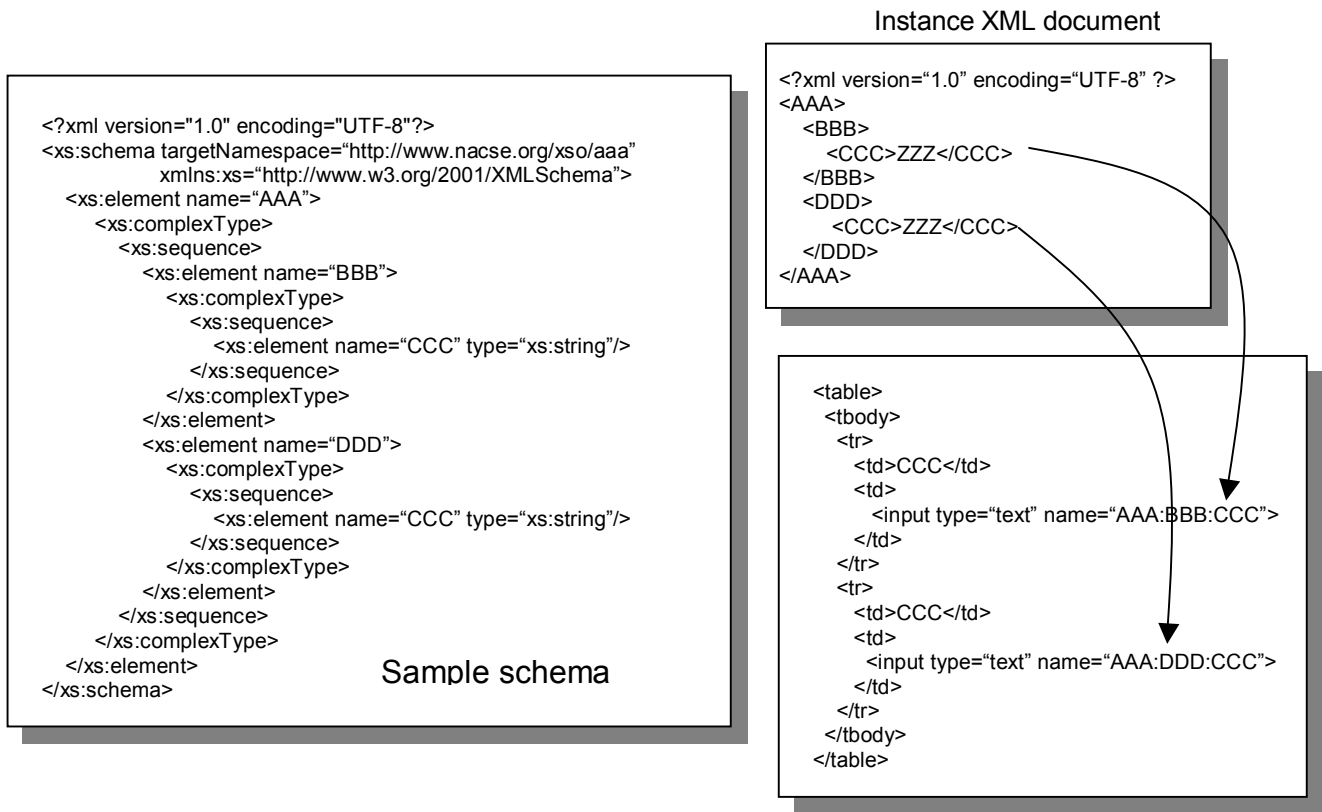 Instance XML document
<?xml version="1.0" encoding="UTF-8"?>
<xs:schema targetNamespace=“http://www.nacse.org/xso/aaa”
xmlns:xs=“http://www.w3.org/2001/XMLSchema”>
<xs:element name=“AAA”>
<xs:complexType>
<xs:sequence>
<xs:element name=“BBB”>
<xs:complexType>
<xs:sequence>
<xs:element name=“CCC” type=“xs:string”/>
</xs:sequence>
</xs:complexType>
</xs:element>
<xs:element name=“DDD”>
<xs:complexType>
<xs:sequence>
<xs:element name=“CCC” type=“xs:string”/>
</xs:sequence>
</xs:complexType>
</xs:element>
</xs:sequence>
</xs:complexType>
</xs:element>
</xs:schema>
Sample schema
<?xml version=“1.0” encoding=“UTF-8” ?>
<AAA>
<BBB>
<CCC>ZZZ</CCC>
</BBB>
<DDD>
<CCC>ZZZ</CCC>
</DDD>
</AAA>
<table>
<tbody>
<tr>
<td>CCC</td>
<td>
<input type=“text” name=“AAA:BBB:CCC”>
</td>
</tr>
<tr>
<td>CCC</td>
<td>
<input type=“text” name=“AAA:DDD:CCC”>
</td>
</tr>
</tbody>
</table>